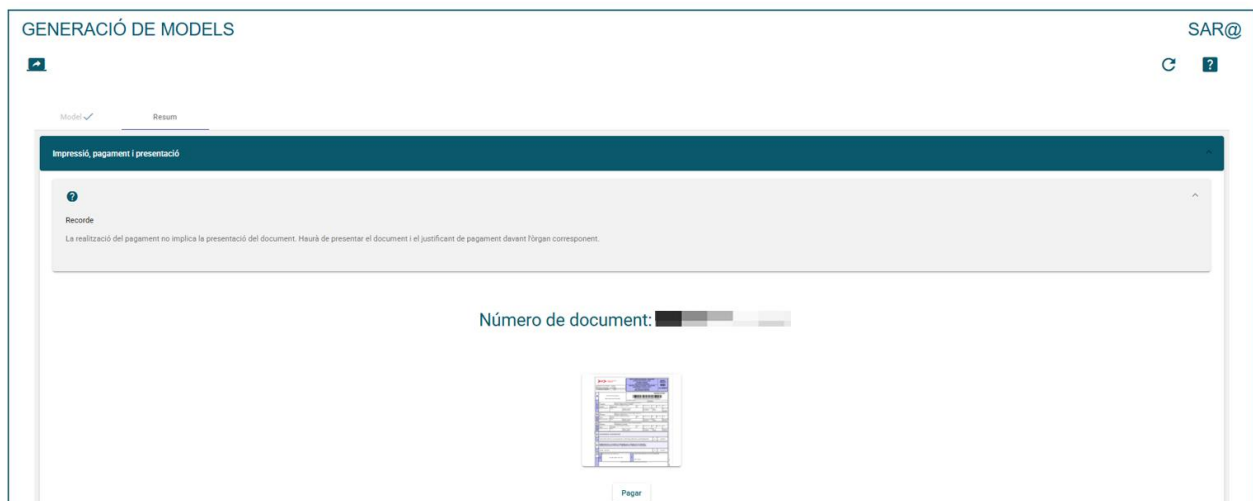 GENERACIÓ DE MODELS
SAR@
Model
Resum
Impressió, pagament i presentació
Recorde
La realització del pagament no implica la presentació del document. Haurà de presentar el document i el justificant de pagament davant l'òrgan corresponent.
Número de document:
Pagar